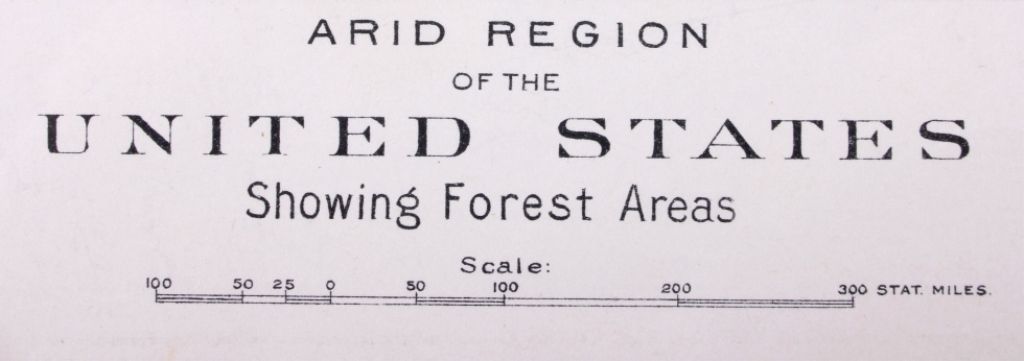 ARID REGION
OF THE
UNITED STATES
Showing Forest Areas
Scale:
100 50 25 0 50 100 200 300 STAT. MILES.